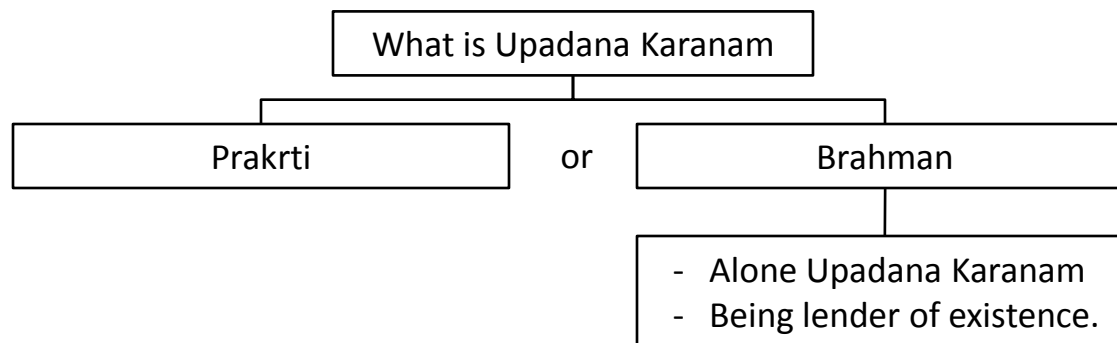 What is Upadana Karanam
Prakrti or Brahman
- Alone Upadana Karanam
- Being lender of existence.